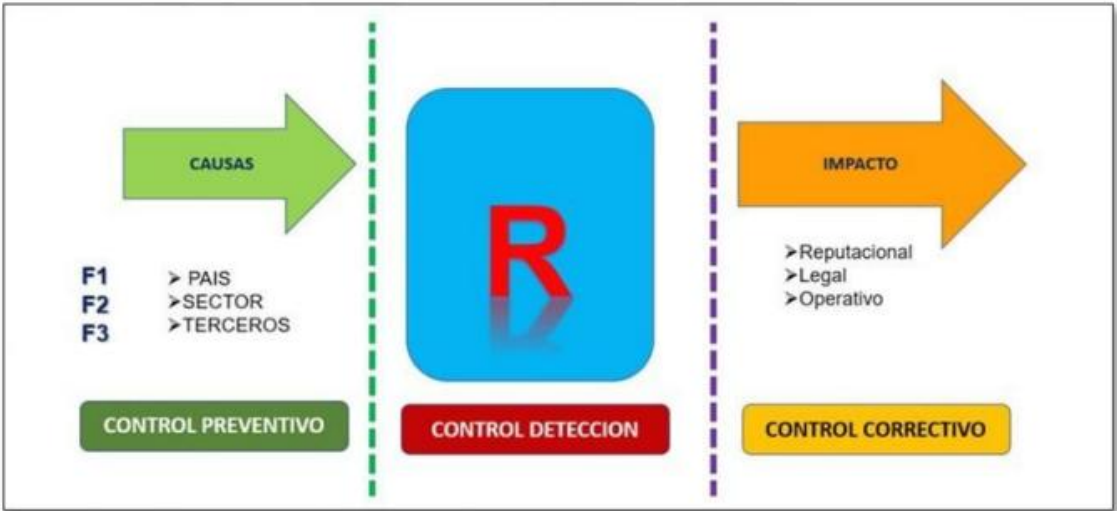 CAUSAS
F1
F2
F3
➢ PAIS
➢SECTOR
➢TERCEROS
CONTROL PREVENTIVO
R
CONTROL DETECCION
IMPACTO
➢Reputacional
➢Legal
➢Operativo
CONTROL CORRECTIVO